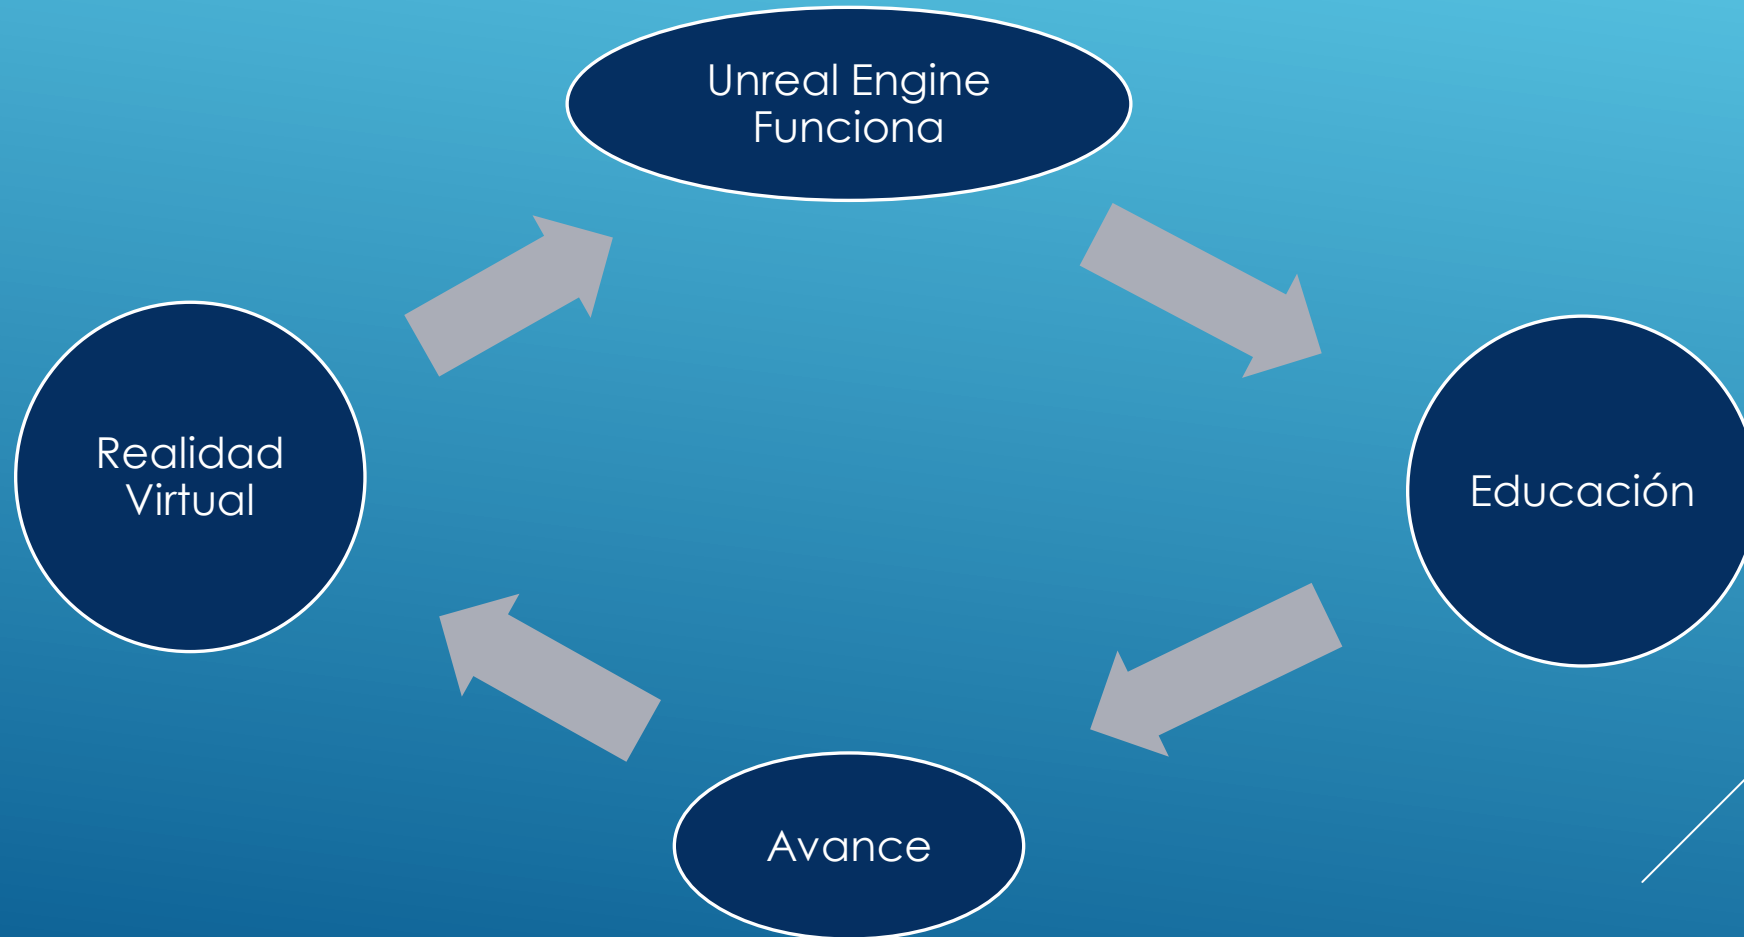 Unreal Engine
Funciona
Realidad
Virtual
Educación
Avance